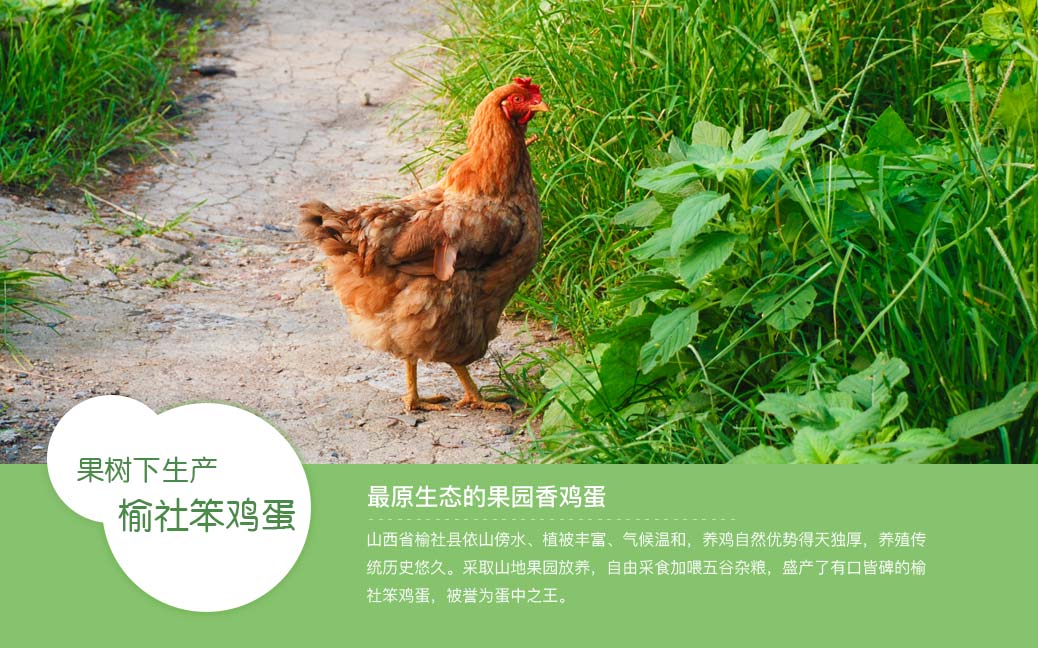 果树下生产
榆社笨鸡蛋
最原生态的果园香鸡蛋
山西省榆社县依山傍水、植被丰富、气候温和，养鸡自然优势得天独厚，养殖传
统历史悠久。采取山地果园放养，自由采食加喂五谷杂粮，盛产了有口皆碑的榆
社笨鸡蛋，被誉为蛋中之王。